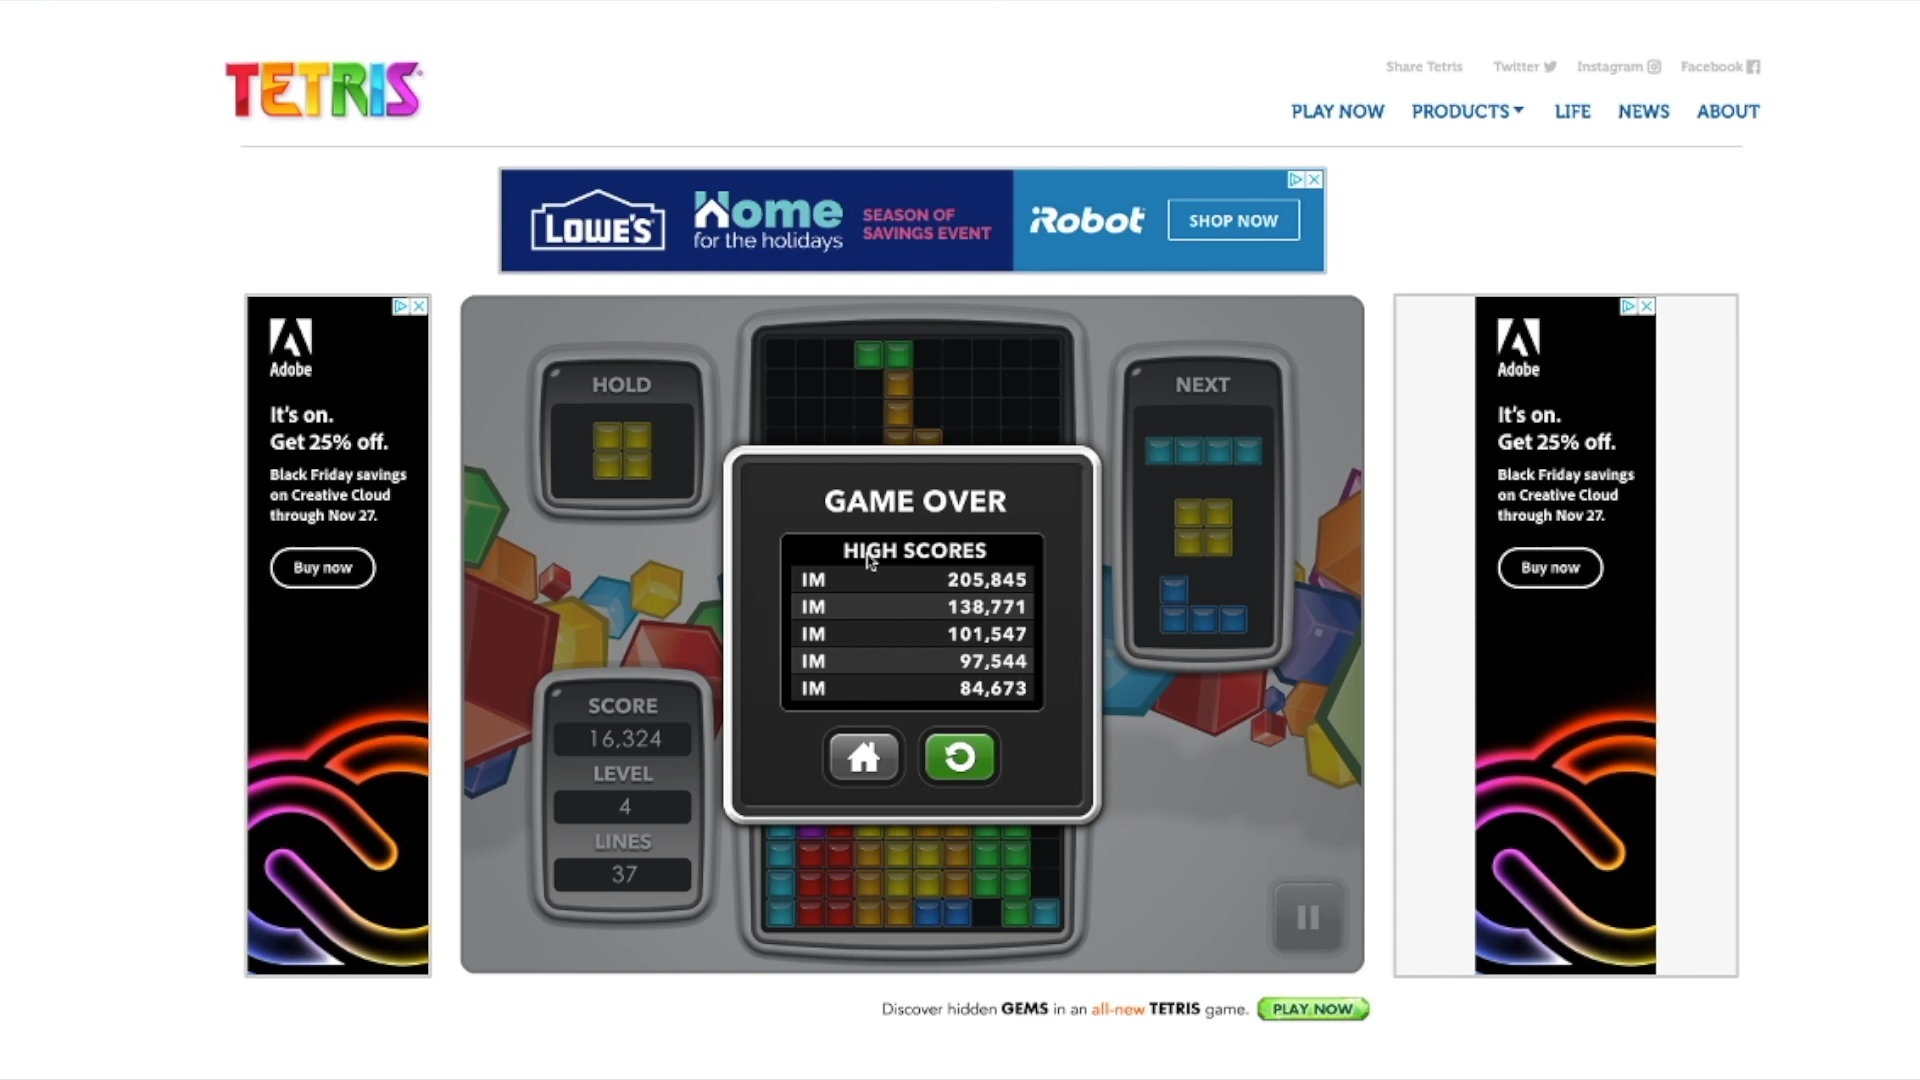 TETRIS
Share Tetris Twitter Instagram Facebook
PLAY NOW PRODUCTS LIFE NEWS ABOUT
LOWE'S
Home
for the holidays
SEASON OF
SAVINGS EVENT
iRobot
SHOP NOW
Adobe
It's on.
Get 25% off.
Black Friday savings
on Creative Cloud
through Nov 27.
Buy now
HOLD
SCORE
16,324
LEVEL
4
LINES
37
GAME OVER
HIGH SCORES
IM 205,845
IM 138,771
IM 101,547
IM 97,544
IM 84,673
NEXT
Adobe
It's on.
Get 25% off.
Black Friday savings
on Creative Cloud
through Nov 27.
Buy now
Discover hidden GEMS in an all-new TETRIS game. PLAY NOW